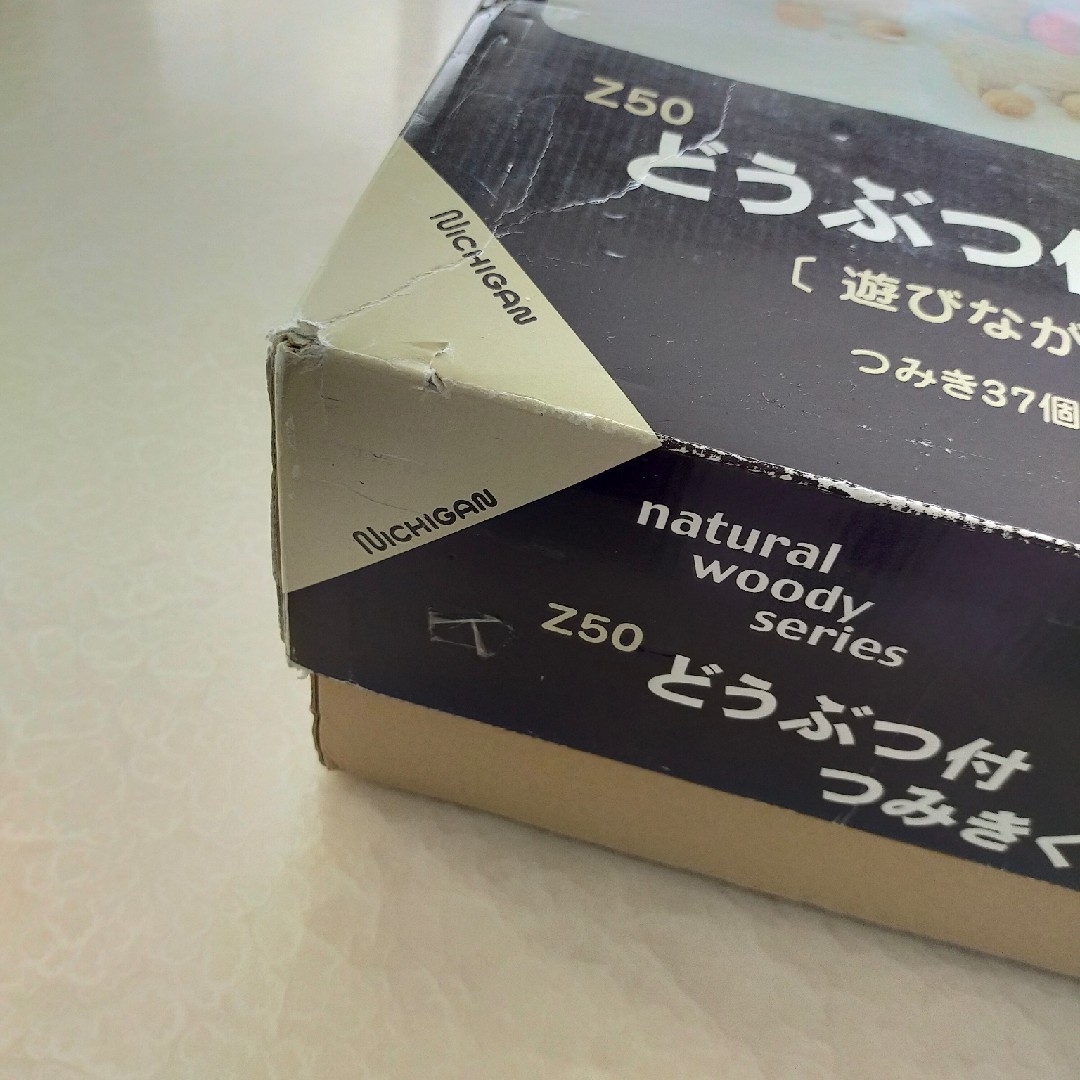 Z50
どうぶつ付
〔遊びなが
つみき37個
NICHIGAN
NICHIGAN
natural
woody
series
Z50
どうぶつ付
つみきく